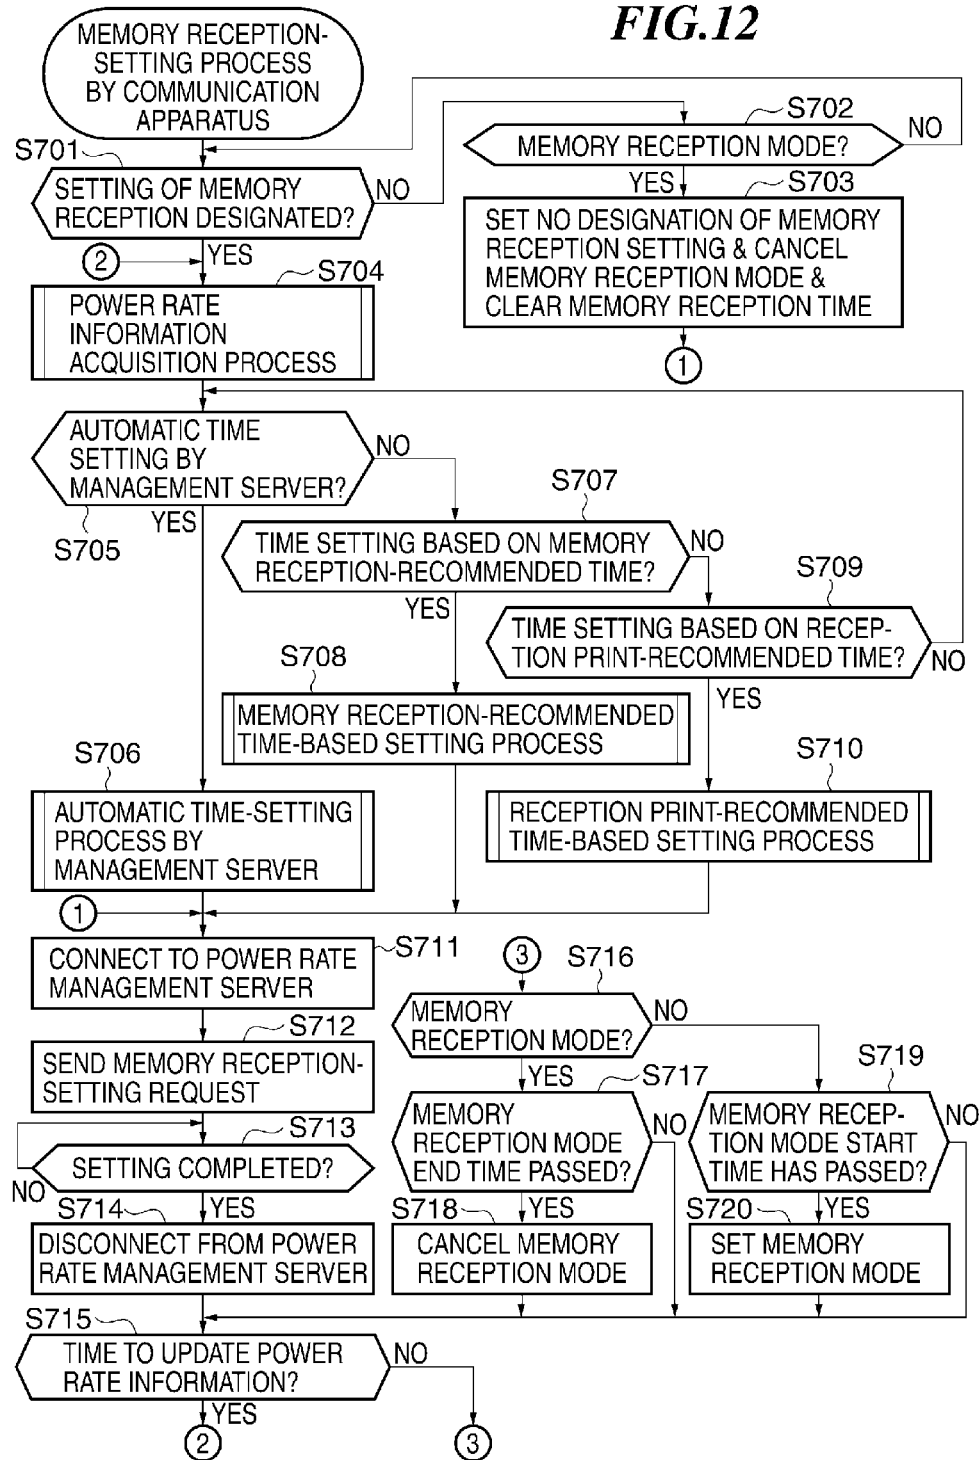 FIG.12
MEMORY RECEPTION-
SETTING PROCESS
BY COMMUNICATION
APPARATUS
S701
SETTING OF MEMORY
RECEPTION DESIGNATED?
NO
YES
S702
MEMORY RECEPTION MODE?
NO
YES
S703
SET NO DESIGNATION OF MEMORY
RECEPTION SETTING & CANCEL
MEMORY RECEPTION MODE &
CLEAR MEMORY RECEPTION TIME
1
2
S704
POWER RATE
INFORMATION
ACQUISITION PROCESS
AUTOMATIC TIME
SETTING BY
MANAGEMENT SERVER?
NO
YES
S705
S707
TIME SETTING BASED ON MEMORY
RECEPTION-RECOMMENDED TIME?
NO
YES
S709
TIME SETTING BASED ON RECEP-
TION PRINT-RECOMMENDED TIME?
NO
YES
S708
MEMORY RECEPTION-RECOMMENDED
TIME-BASED SETTING PROCESS
S706
AUTOMATIC TIME-SETTING
PROCESS BY
MANAGEMENT SERVER
S710
RECEPTION PRINT-RECOMMENDED
TIME-BASED SETTING PROCESS
1
S711
CONNECT TO POWER RATE
MANAGEMENT SERVER
S712
SEND MEMORY RECEPTION-
SETTING REQUEST
S713
SETTING COMPLETED?
NO
YES
S714
DISCONNECT FROM POWER
RATE MANAGEMENT SERVER
3
S716
MEMORY
RECEPTION MODE?
NO
YES
S717
MEMORY
RECEPTION MODE
END TIME PASSED?
NO
YES
S718
CANCEL MEMORY
RECEPTION MODE
S719
MEMORY RECEP-
TION MODE START
TIME HAS PASSED?
NO
YES
S720
SET MEMORY
RECEPTION MODE
S715
TIME TO UPDATE POWER
RATE INFORMATION?
NO
YES
2
3